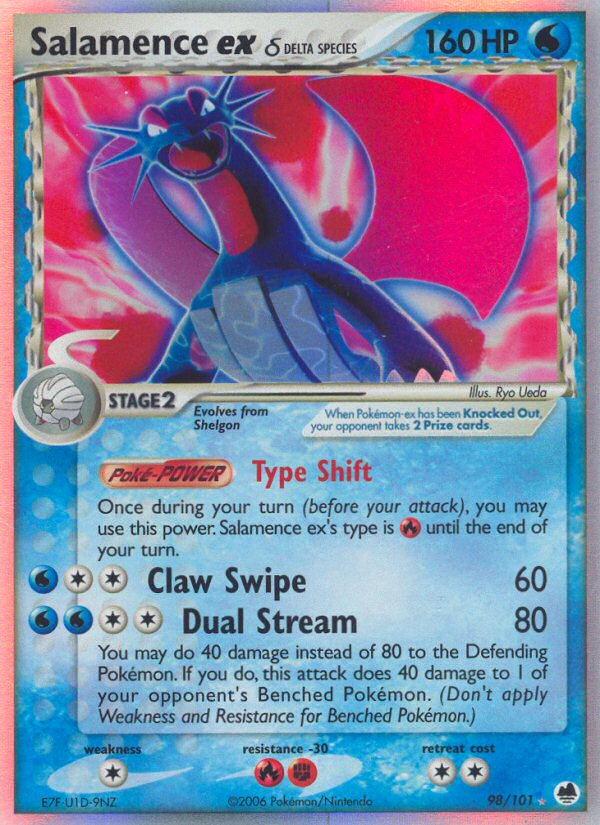 Salamence ex δ DELTA SPECIES 160 HP
Illus. Ryo Ueda
STAGE 2
Evolves from
Shelgon
When Pokémon-ex has been Knocked Out,
your opponent takes 2 Prize cards.
Poké-POWER Type Shift
Once during your turn (before your attack), you may
use this power. Salamence ex's type is until the end of
your turn.
Claw Swipe 60
Dual Stream 80
You may do 40 damage instead of 80 to the Defending
Pokémon. If you do, this attack does 40 damage to 1 of
your opponent's Benched Pokémon. (Don't apply
Weakness and Resistance for Benched Pokémon.)
weakness resistance -30 retreat cost
E7F-U1D-9NZ ©2006 Pokémon/Nintendo 98/101 ★